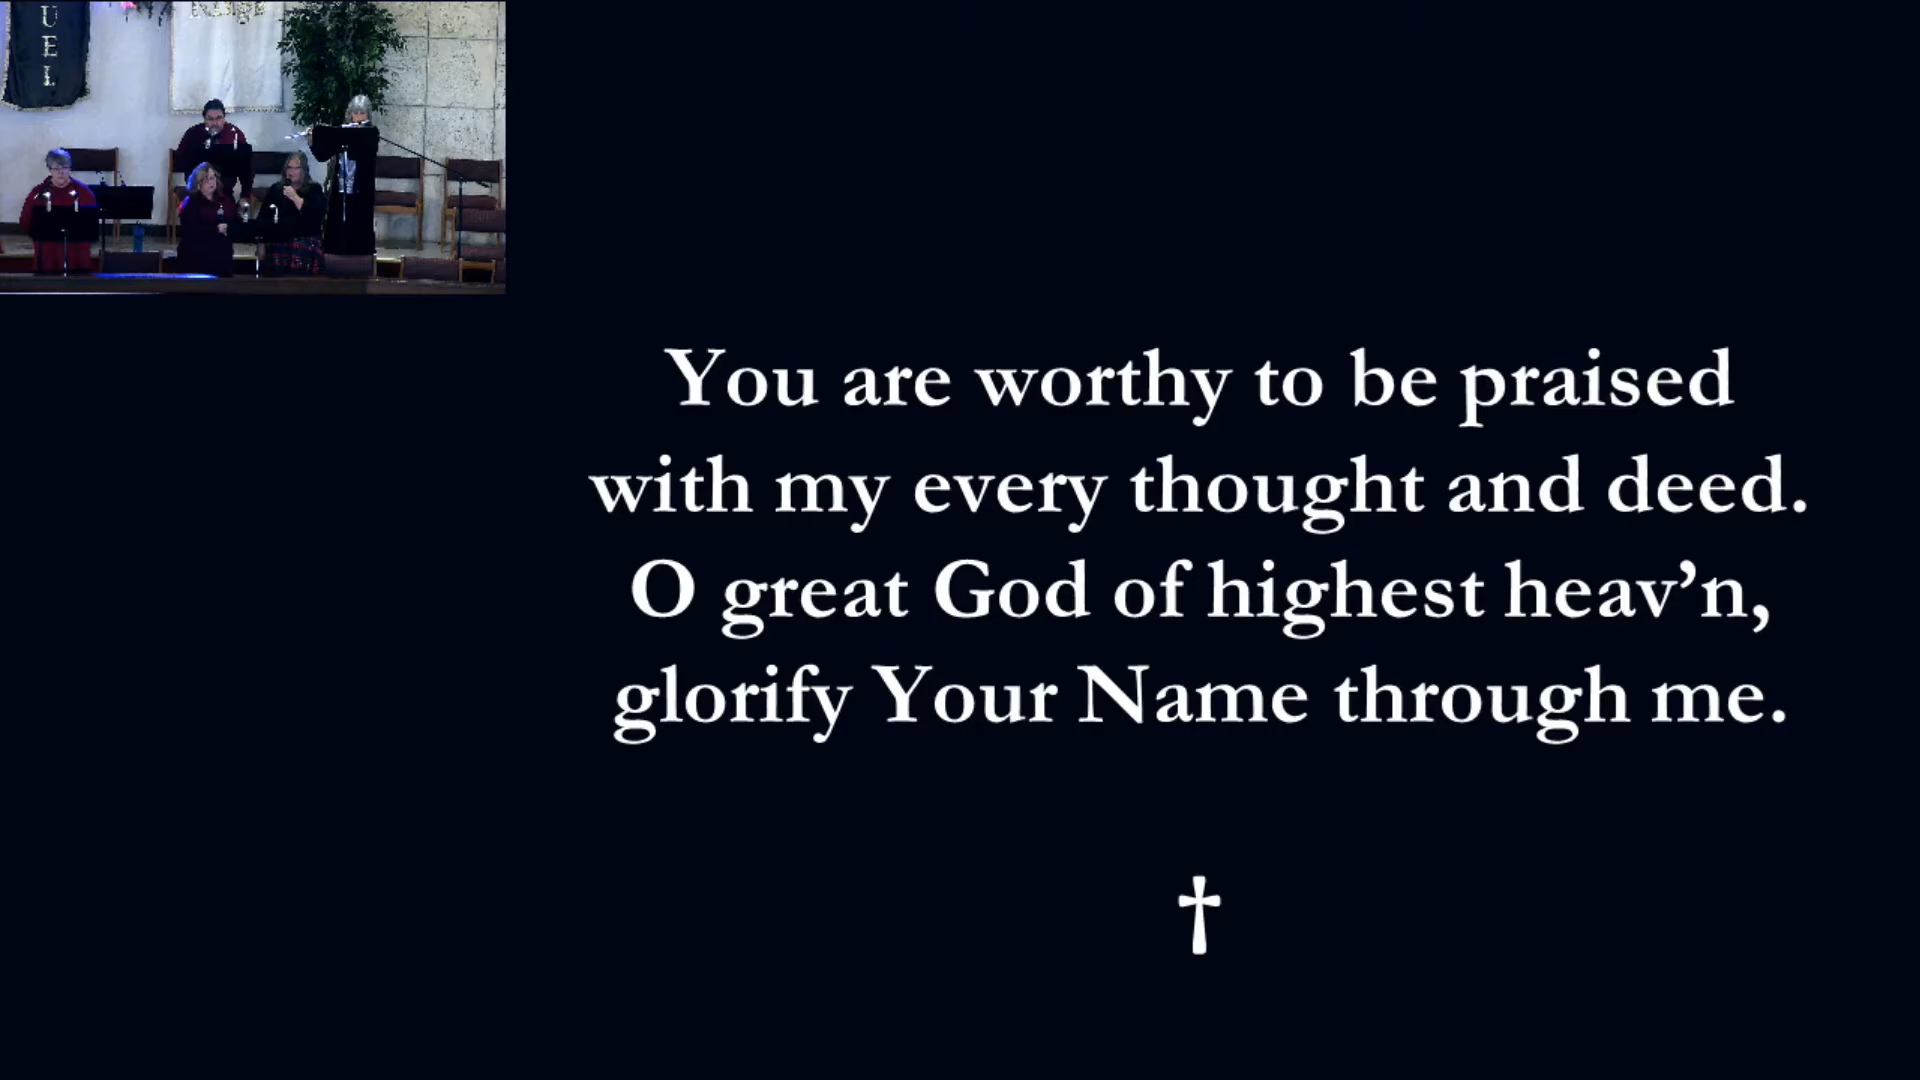 U
E
L
You are worthy to be praised
with my every thought and deed.
O great God of highest heav’n,
glorify Your Name through me.
†